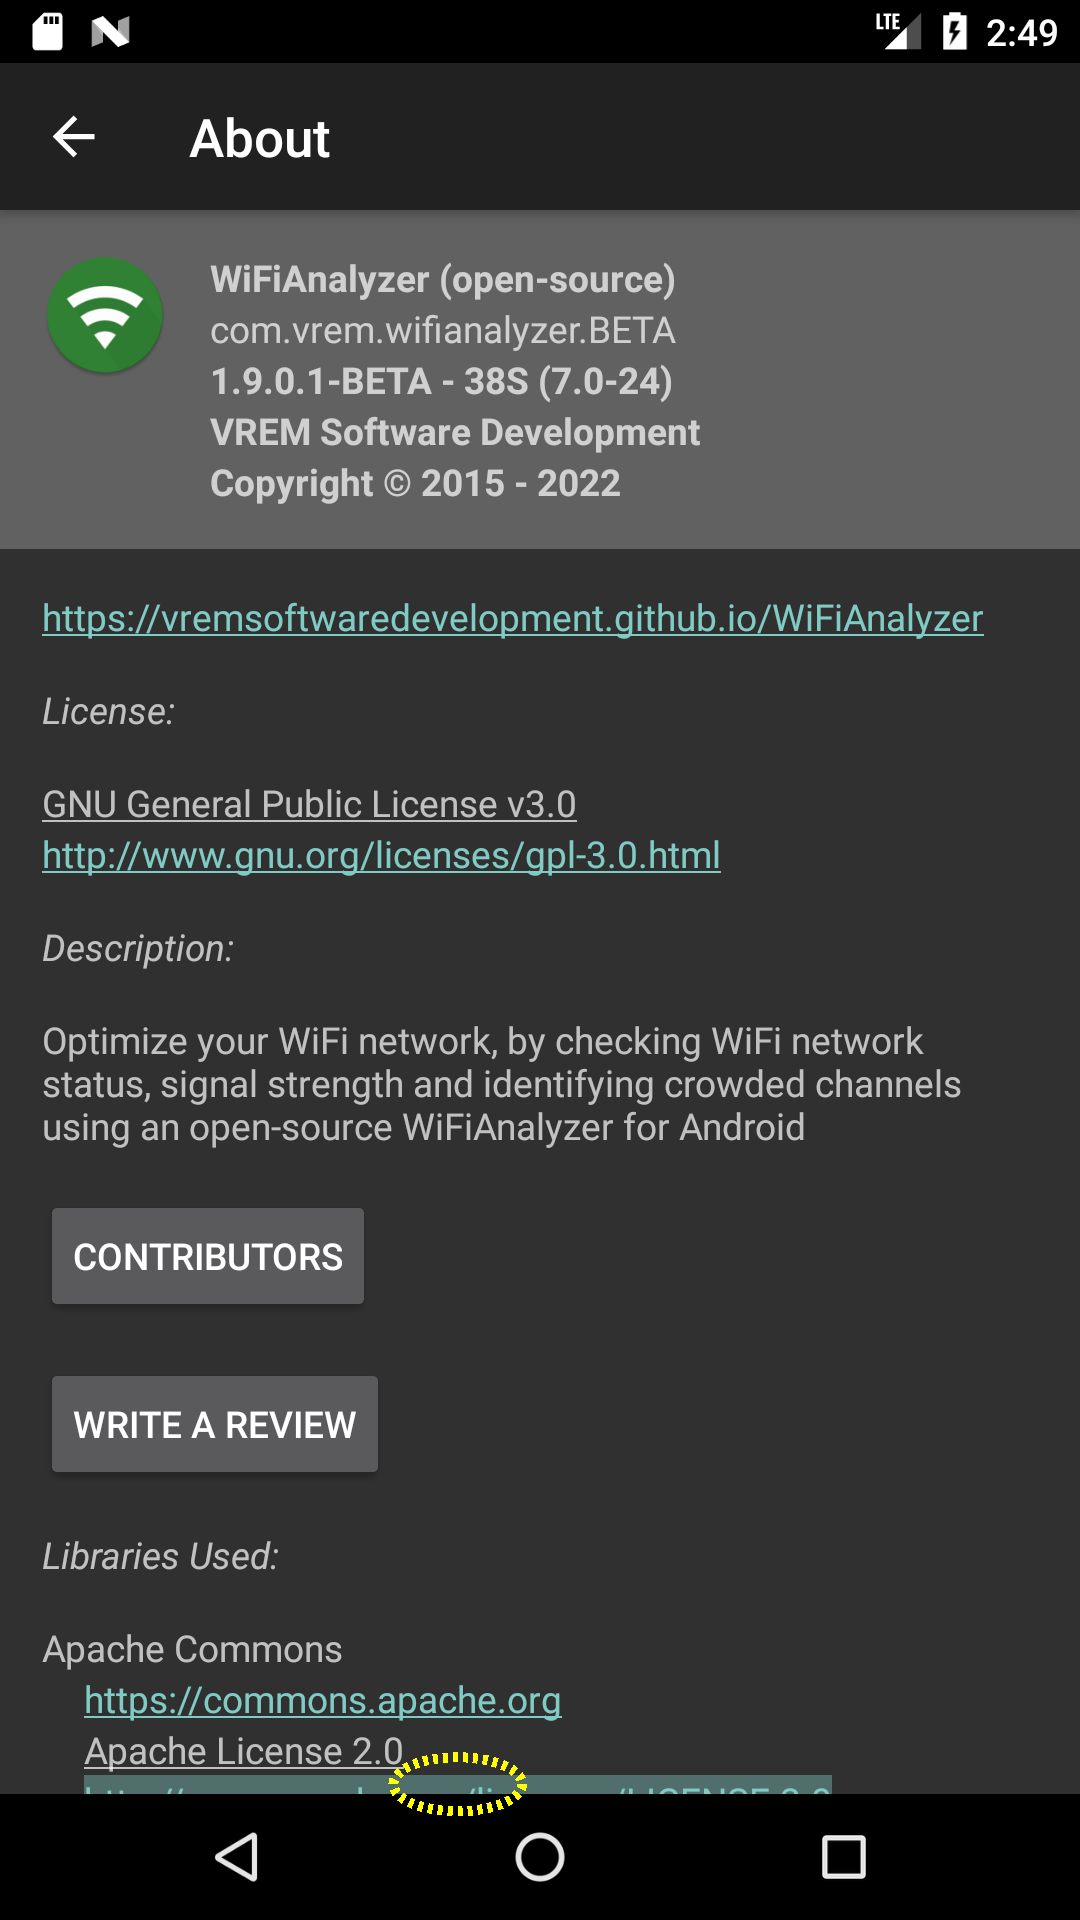 LTE 2:49
About
WiFiAnalyzer (open-source)
com.vrem.wifianalyzer.BETA
1.9.0.1-BETA - 38S (7.0-24)
VREM Software Development
Copyright © 2015 - 2022
https://vremsoftwaredevelopment.github.io/WiFiAnalyzer
License:
GNU General Public License v3.0
http://www.gnu.org/licenses/gpl-3.0.html
Description:
Optimize your WiFi network, by checking WiFi network
status, signal strength and identifying crowded channels
using an open-source WiFiAnalyzer for Android
CONTRIBUTORS
WRITE A REVIEW
Libraries Used:
Apache Commons
https://commons.apache.org
Apache License 2.0